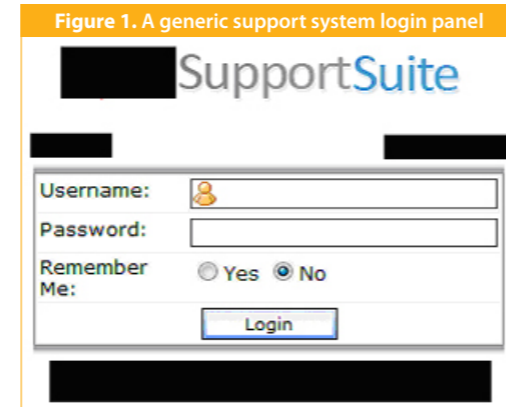 Figure 1. A generic support system login panel
SupportSuite
Username:
Password:
Remember Me:
Yes No
Login